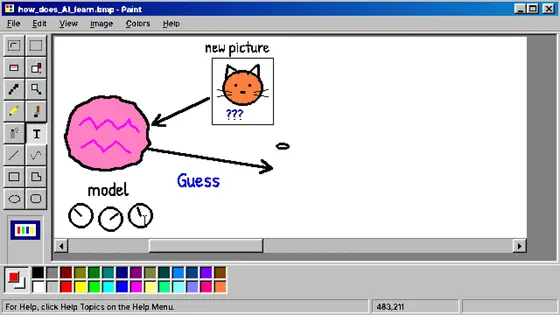 how_does_AI_learn.bmp - Paint
File Edit View Image Colors Help
new picture
???
Guess
model
For Help, click Help Topics on the Help Menu.
483,211